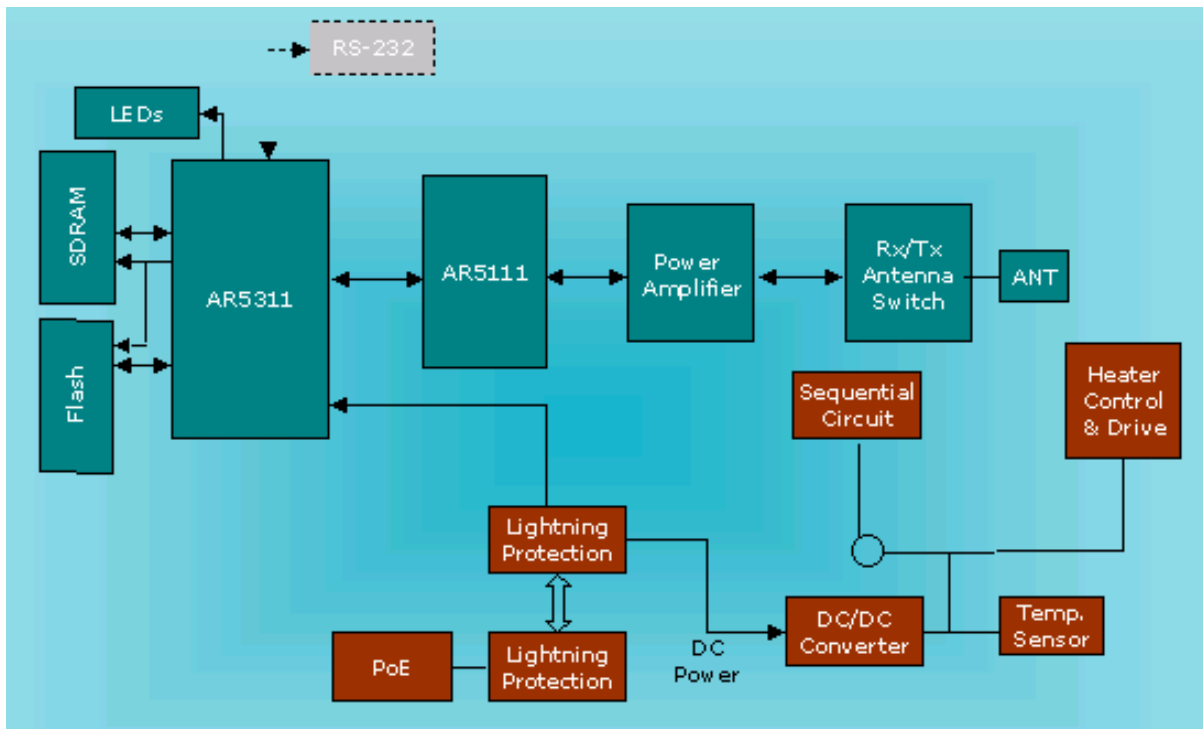 RS-232
LEDs
SDRAM
AR5311
AR5111
Power
Amplifier
Rx/Tx
Antenna
Switch
ANT
Flash
Sequential
Circuit
Heater
Control
& Drive
Lightning
Protection
DC/DC
Converter
Temp.
Sensor
DC
Power
PoE
Lightning
Protection